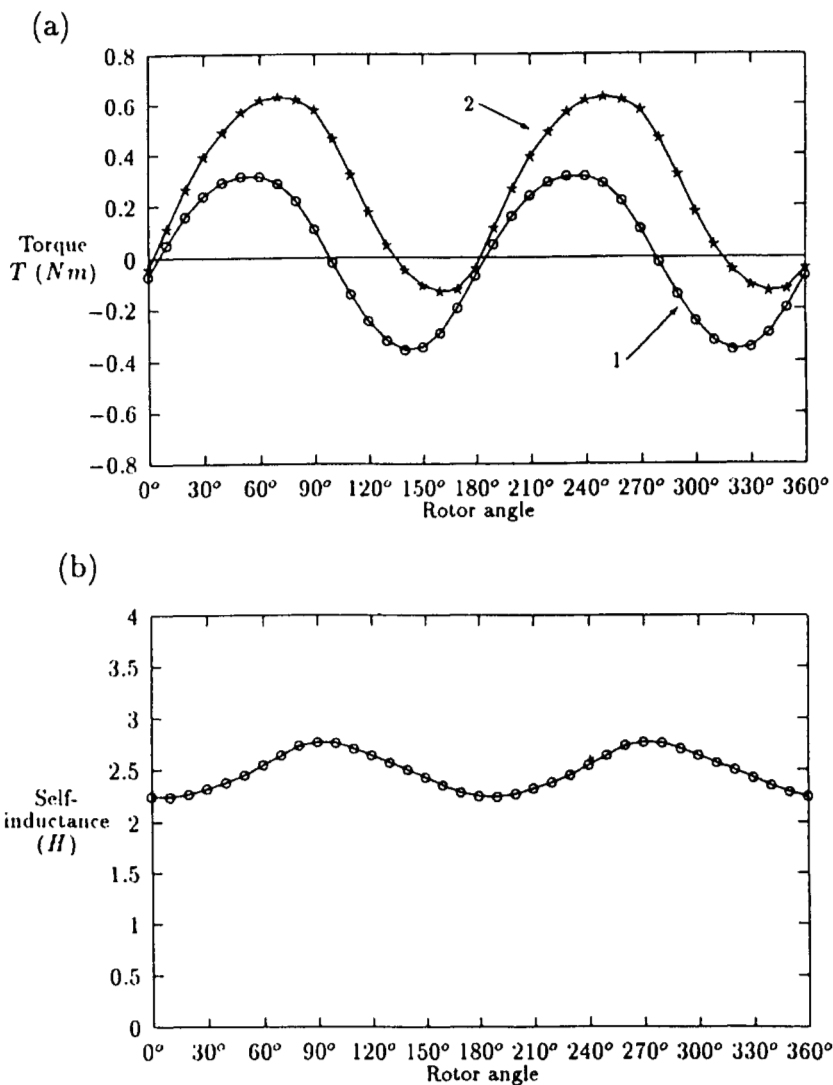 (a)
0.8
0.6
0.4
0.2
0
−0.2
−0.4
−0.6
−0.8
Torque
T (Nm)
2
1
0° 30° 60° 90° 120° 150° 180° 210° 240° 270° 300° 330° 360°
Rotor angle
(b)
4
3.5
3
2.5
2
1.5
1
0.5
0
Self-
inductance
(H)
0° 30° 60° 90° 120° 150° 180° 210° 240° 270° 300° 330° 360°
Rotor angle